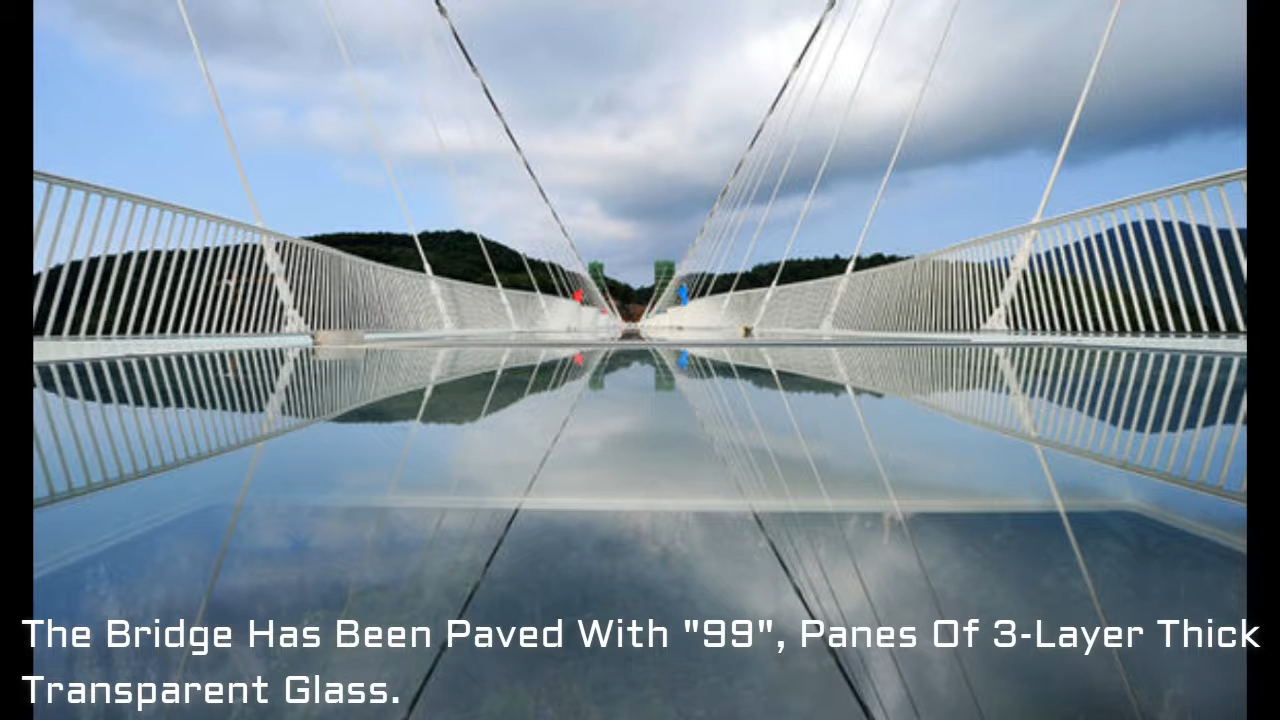 The Bridge Has Been Paved With "99", Panes Of 3-Layer Thick
Transparent Glass.